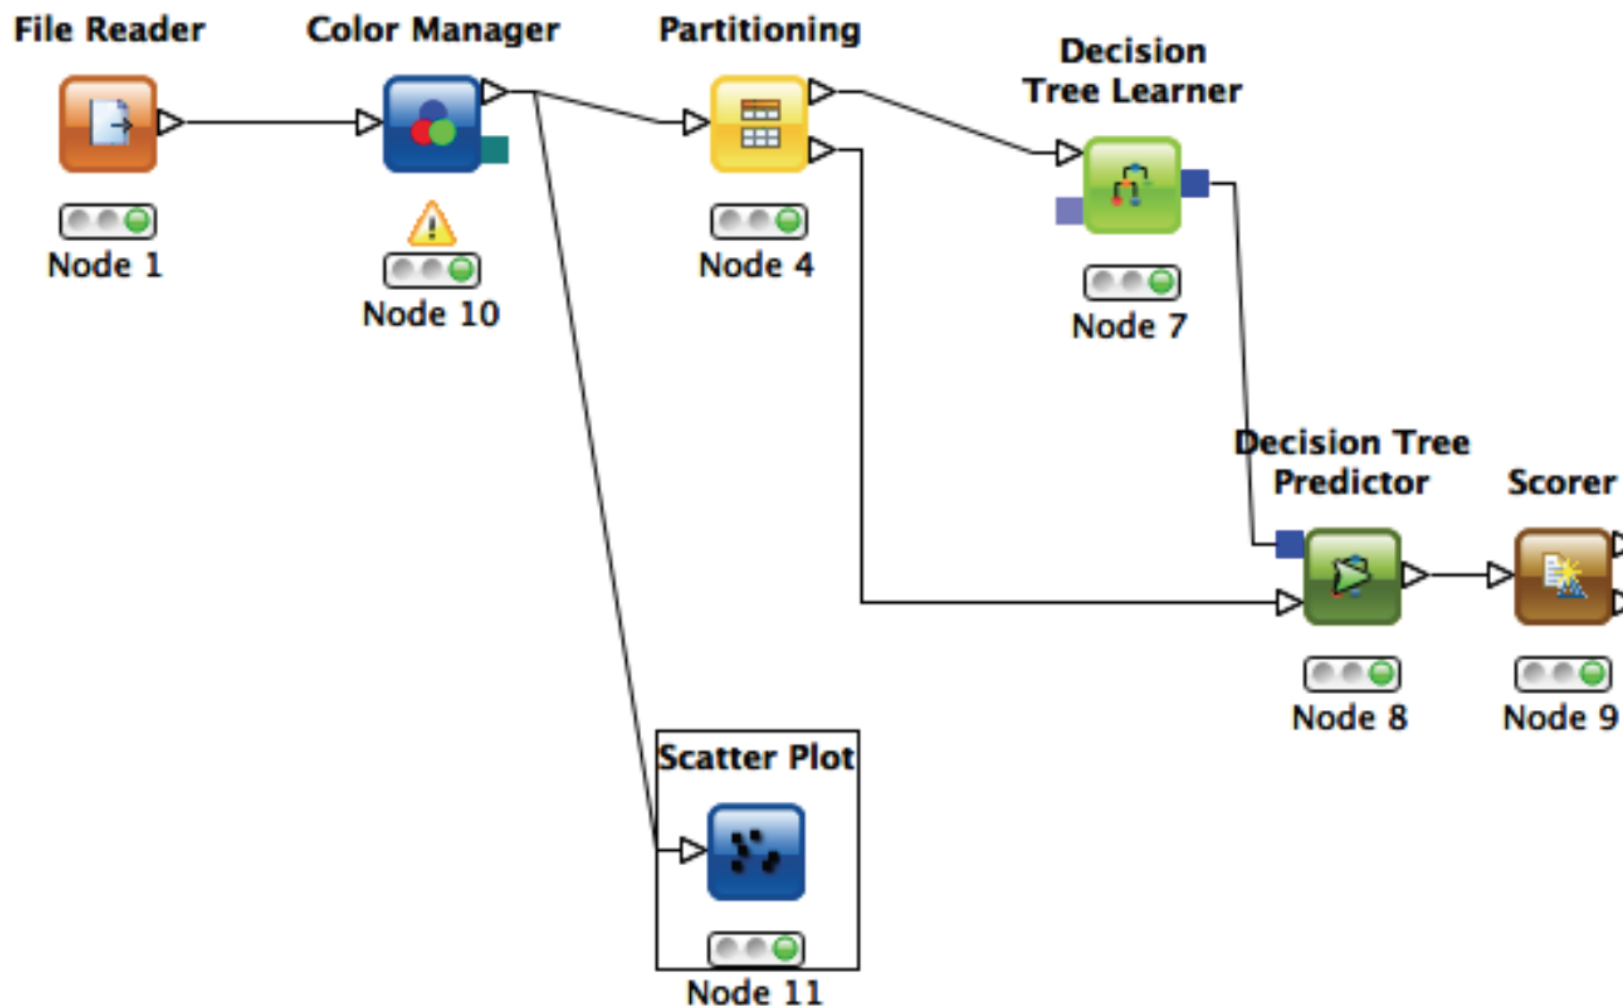 File Reader
Color Manager
Partitioning
Decision
Tree Learner
Node 1
Node 10
Node 4
Node 7
Decision Tree
Predictor
Scorer
Node 8
Node 9
Scatter Plot
Node 11